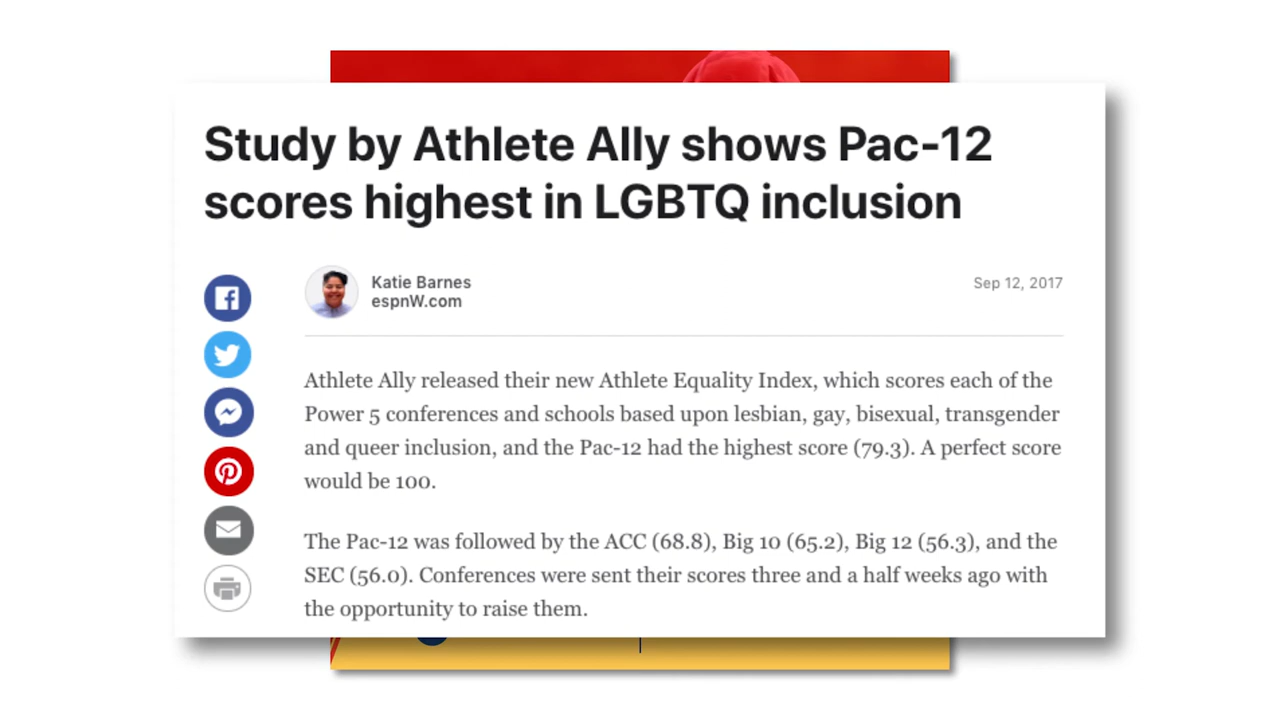 Study by Athlete Ally shows Pac-12
scores highest in LGBTQ inclusion
Katie Barnes
espnW.com
Sep 12, 2017
Athlete Ally released their new Athlete Equality Index, which scores each of the
Power 5 conferences and schools based upon lesbian, gay, bisexual, transgender
and queer inclusion, and the Pac-12 had the highest score (79.3). A perfect score
would be 100.
The Pac-12 was followed by the ACC (68.8), Big 10 (65.2), Big 12 (56.3), and the
SEC (56.0). Conferences were sent their scores three and a half weeks ago with
the opportunity to raise them.